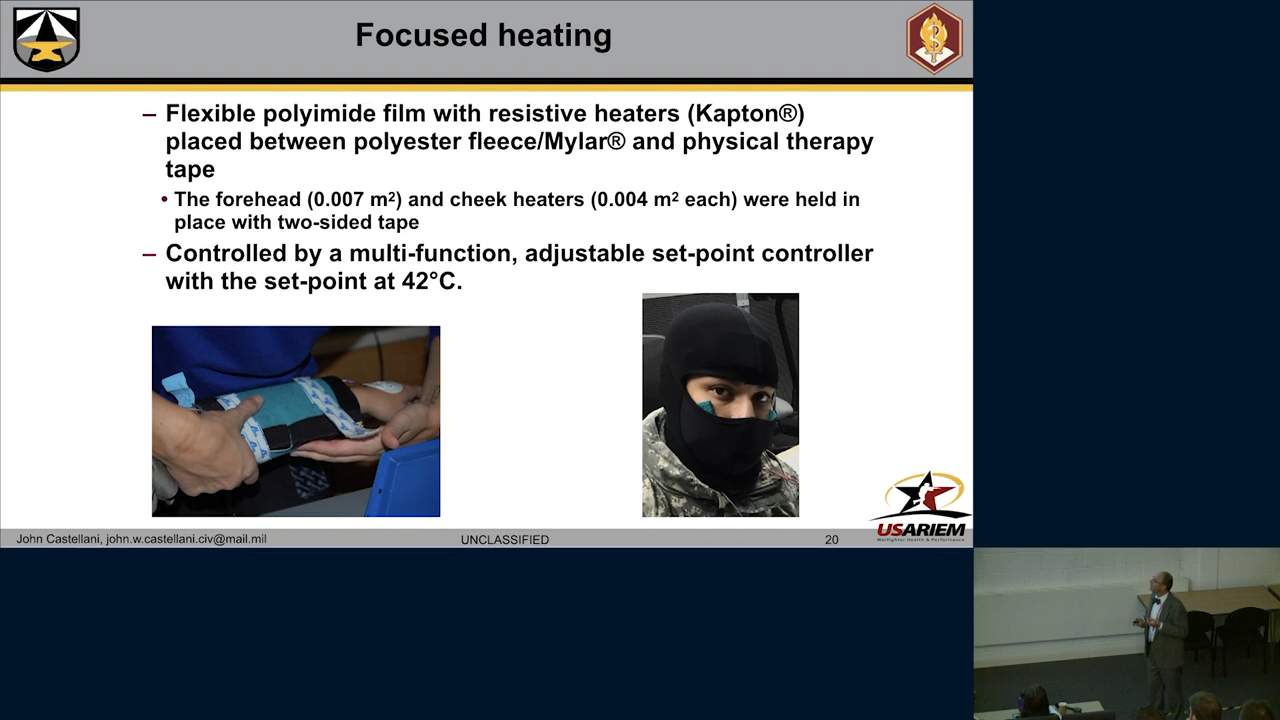 Focused heating
– Flexible polyimide film with resistive heaters (Kapton®)
placed between polyester fleece/Mylar® and physical therapy
tape
• The forehead (0.007 m²) and cheek heaters (0.004 m² each) were held in
place with two-sided tape
– Controlled by a multi-function, adjustable set-point controller
with the set-point at 42°C.
USARIEM
Warfighter Health & Performance
John Castellani, john.w.castellani.civ@mail.mil
UNCLASSIFIED
20